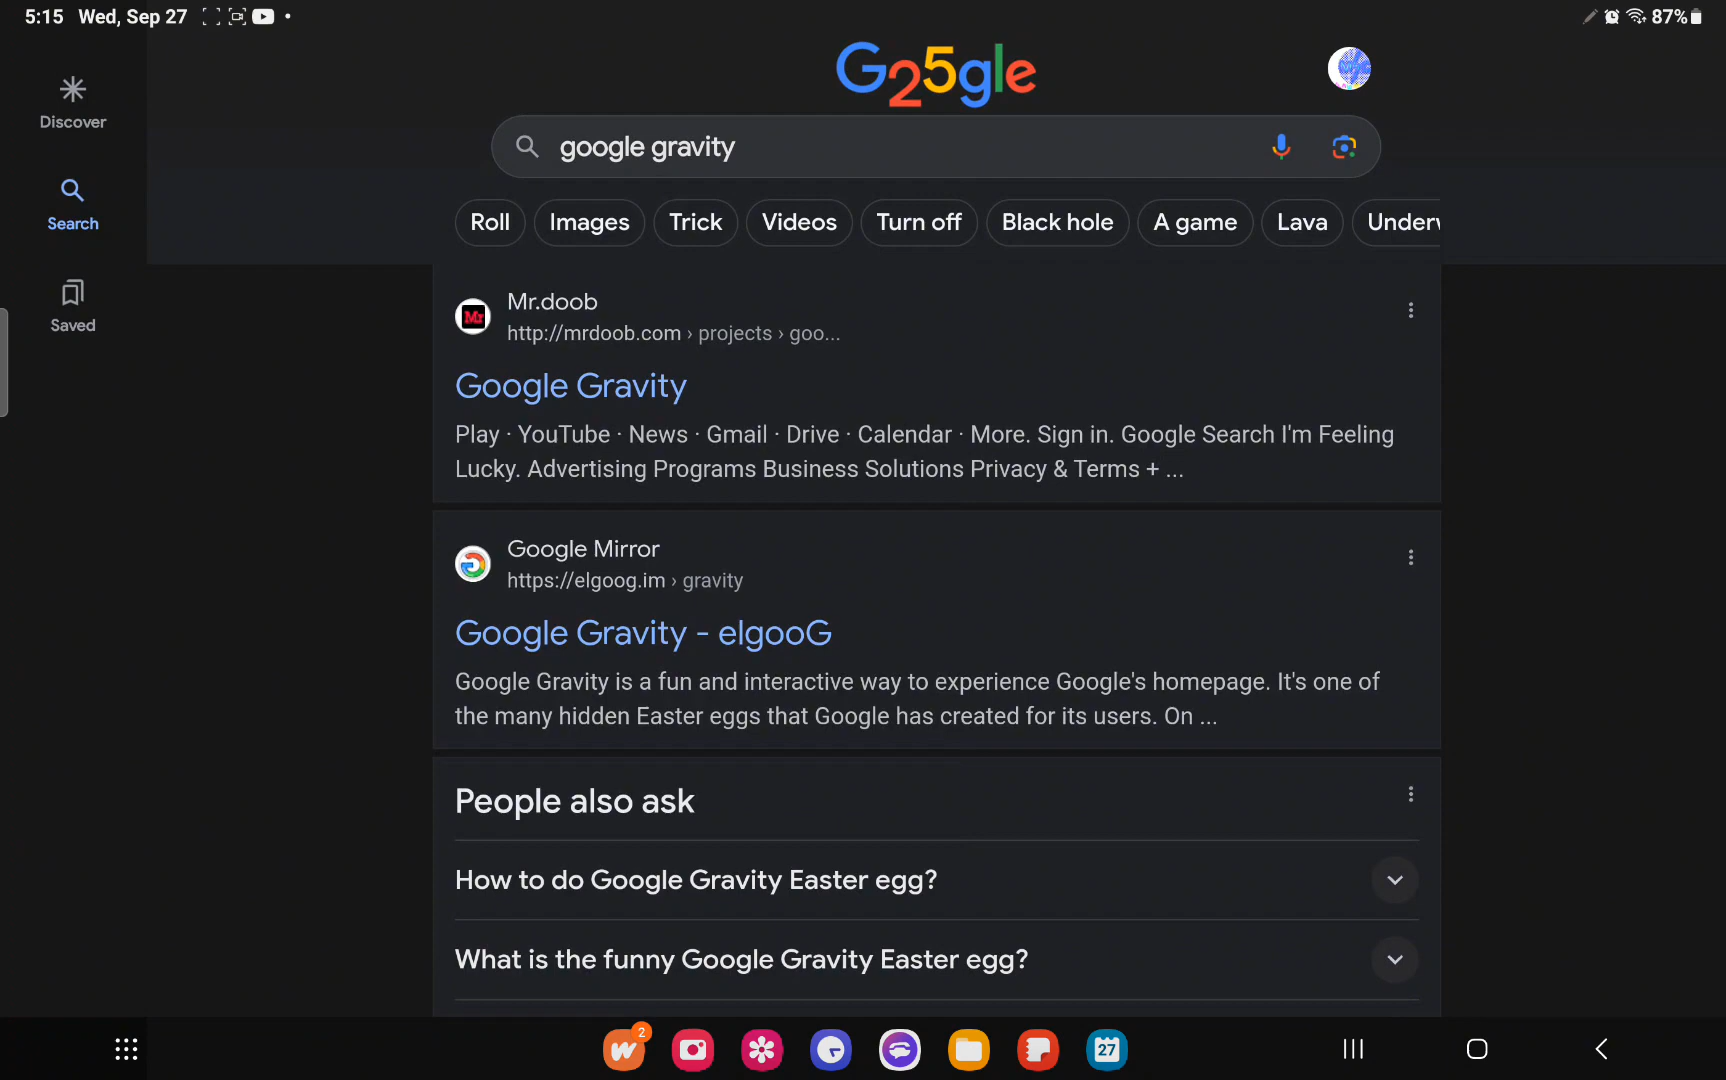 5:15 Wed, Sep 27
87%
G25gle
Discover
google gravity
Search
Roll Images Trick Videos Turn off Black hole A game Lava Underw
Saved
Mr
Mr.doob
http://mrdoob.com › projects › goo...
Google Gravity
Play · YouTube · News · Gmail · Drive · Calendar · More. Sign in. Google Search I'm Feeling
Lucky. Advertising Programs Business Solutions Privacy & Terms + ...
Google Mirror
https://elgoog.im › gravity
Google Gravity - elgooG
Google Gravity is a fun and interactive way to experience Google's homepage. It's one of
the many hidden Easter eggs that Google has created for its users. On ...
People also ask
How to do Google Gravity Easter egg?
What is the funny Google Gravity Easter egg?
2
27